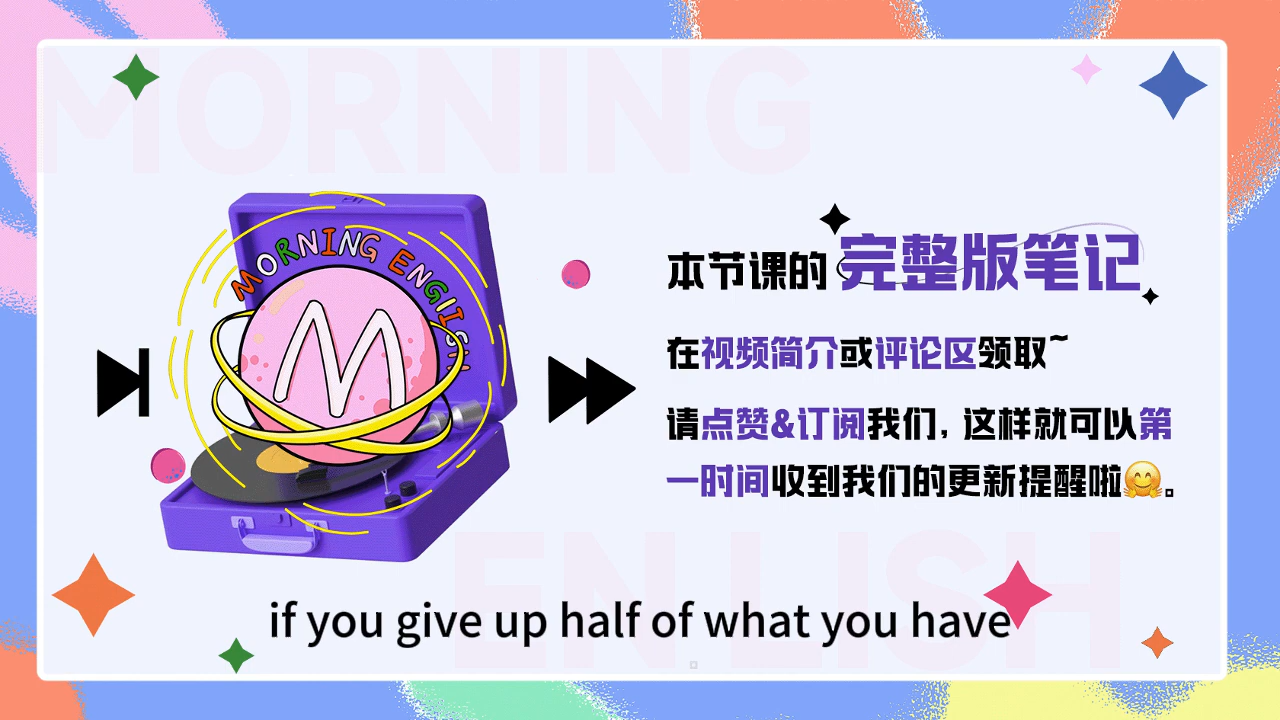 MORNING
MORNING ENGLISH
M
本节课的 完整版笔记
在视频简介或评论区领取~
请点赞&订阅我们, 这样就可以第
一时间收到我们的更新提醒啦🤗。
EN LISH
if you give up half of what you have